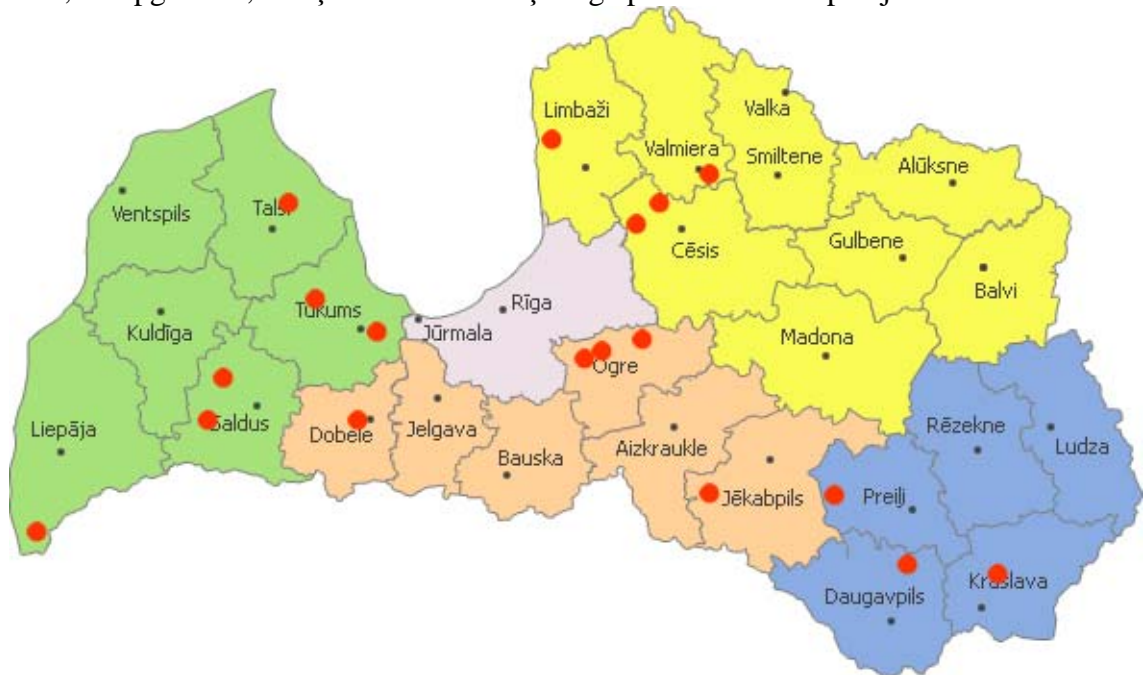 Limbaži
Valka
Valmiera
Smiltene
Alūksne
Ventspils
Talsi
Cēsis
Gulbene
Balvi
Rīga
Tukums
Kuldīga
Jūrmala
Madona
Ogre
Liepāja
Saldus
Dobele
Jelgava
Bauska
Aizkraukle
Rēzekne
Ludza
Jēkabpils
Preiļi
Daugavpils
Krāslava